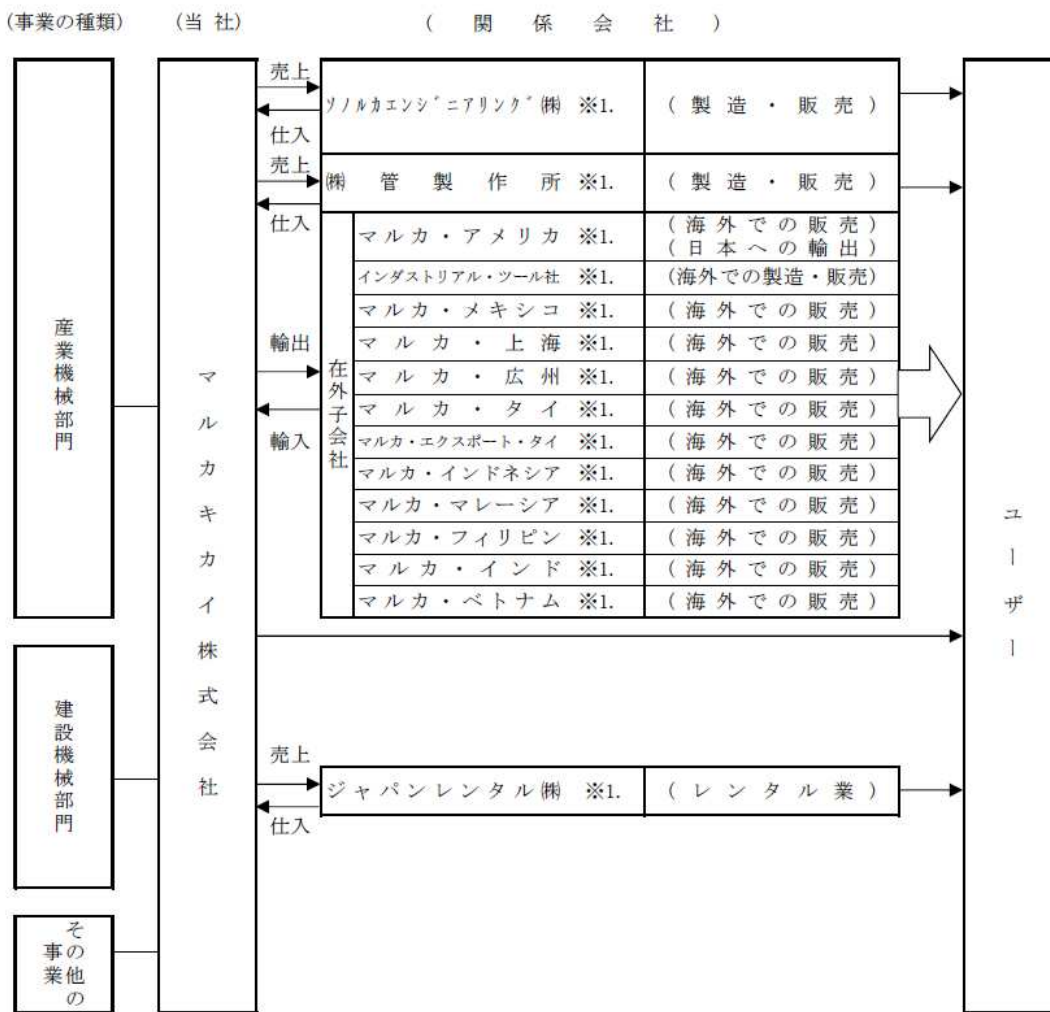 (事業の種類) (当 社) ( 関 係 会 社 )
産業機械部門
建設機械部門
その他の
事業
マルカキカイ株式会社
売上
仕入
ソノルカエンジニアリング㈱ ※1. (製造・販売)
売上
仕入
㈱管製作所 ※1. (製造・販売)
輸出
輸入
在外子会社
マルカ・アメリカ ※1. (海外での販売)
(日本への輸出)
インダストリアル・ツール社 ※1. (海外での製造・販売)
マルカ・メキシコ ※1. (海外での販売)
マルカ・上海 ※1. (海外での販売)
マルカ・広州 ※1. (海外での販売)
マルカ・タイ ※1. (海外での販売)
マルカ・エクスポート・タイ ※1. (海外での販売)
マルカ・インドネシア ※1. (海外での販売)
マルカ・マレーシア ※1. (海外での販売)
マルカ・フィリピン ※1. (海外での販売)
マルカ・インド ※1. (海外での販売)
マルカ・ベトナム ※1. (海外での販売)
売上
仕入
ジャパンレンタル㈱ ※1. (レンタル業)
ユーザー